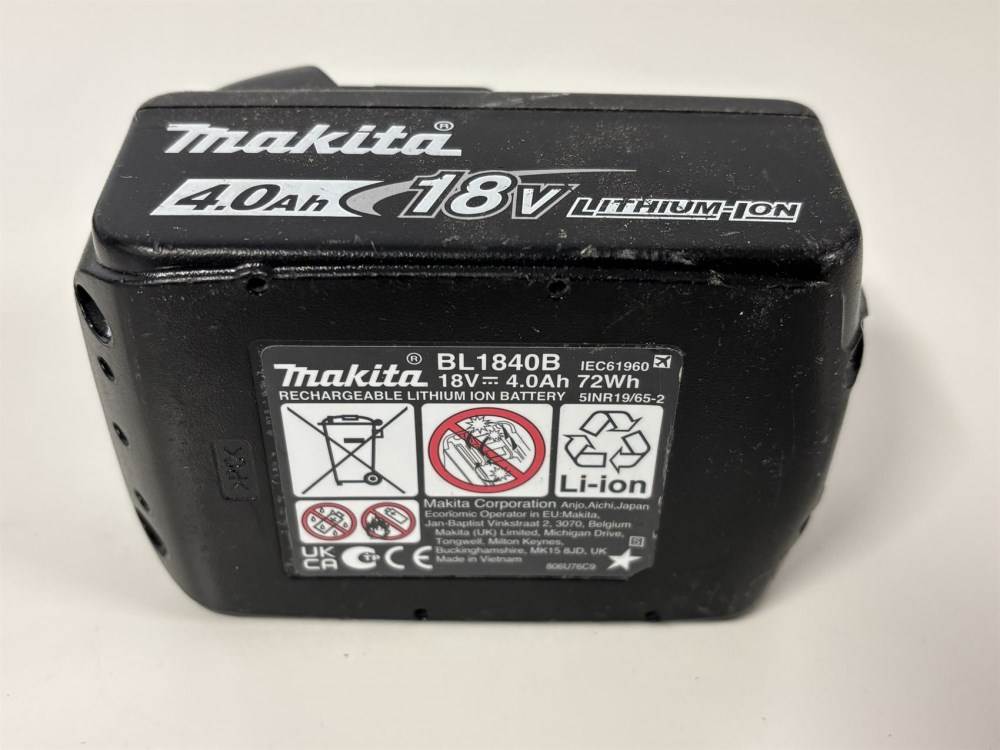 makita®
4.0Ah 18V LITHIUM-ION
makita® BL1840B IEC61960
18V⎓ 4.0Ah 72Wh
RECHARGEABLE LITHIUM ION BATTERY 5INR19/65-2
Li-ion
Makita Corporation Anjo,Aichi,Japan
Economic Operator in EU:Makita,
Jan-Baptist Vinkstraat 2, 3070, Belgium
Makita (UK) Limited, Michigan Drive,
Tongwell, Milton Keynes,
Buckinghamshire, MK15 8JD, UK
Made in Vietnam
806U76C9
UK
CA
CE